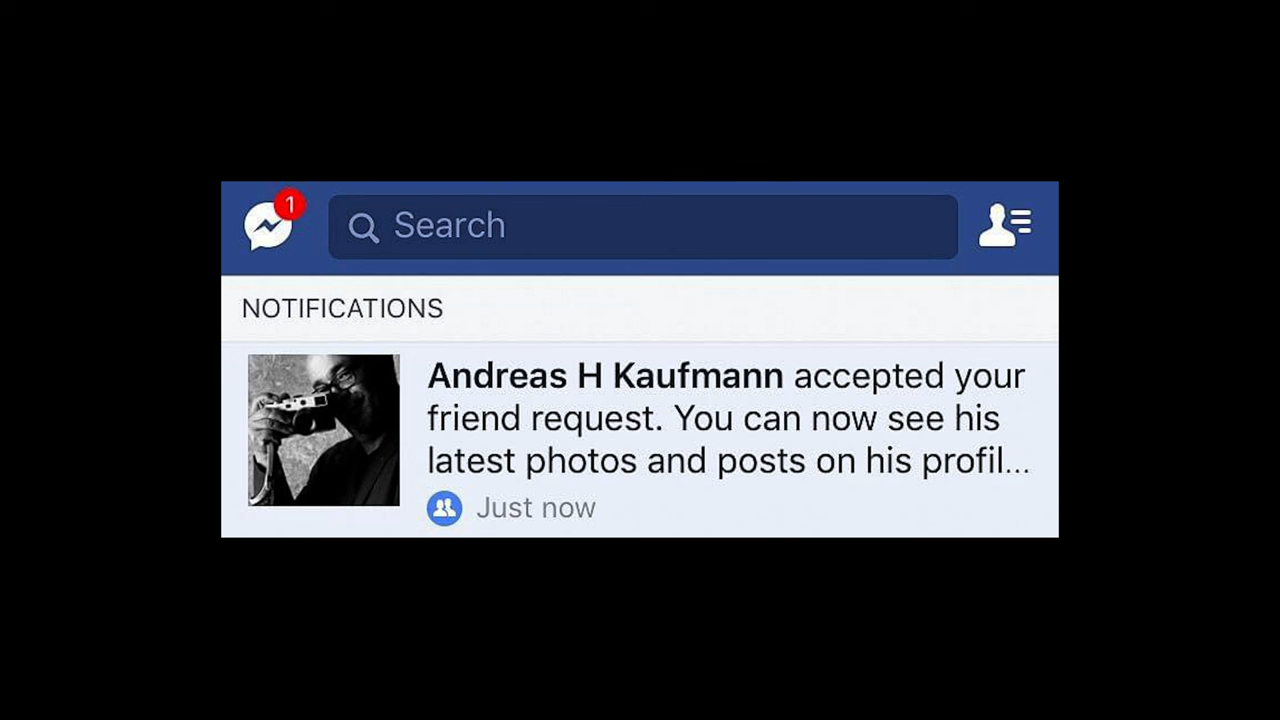 1
Search
NOTIFICATIONS
Andreas H Kaufmann accepted your
friend request. You can now see his
latest photos and posts on his profil...
Just now